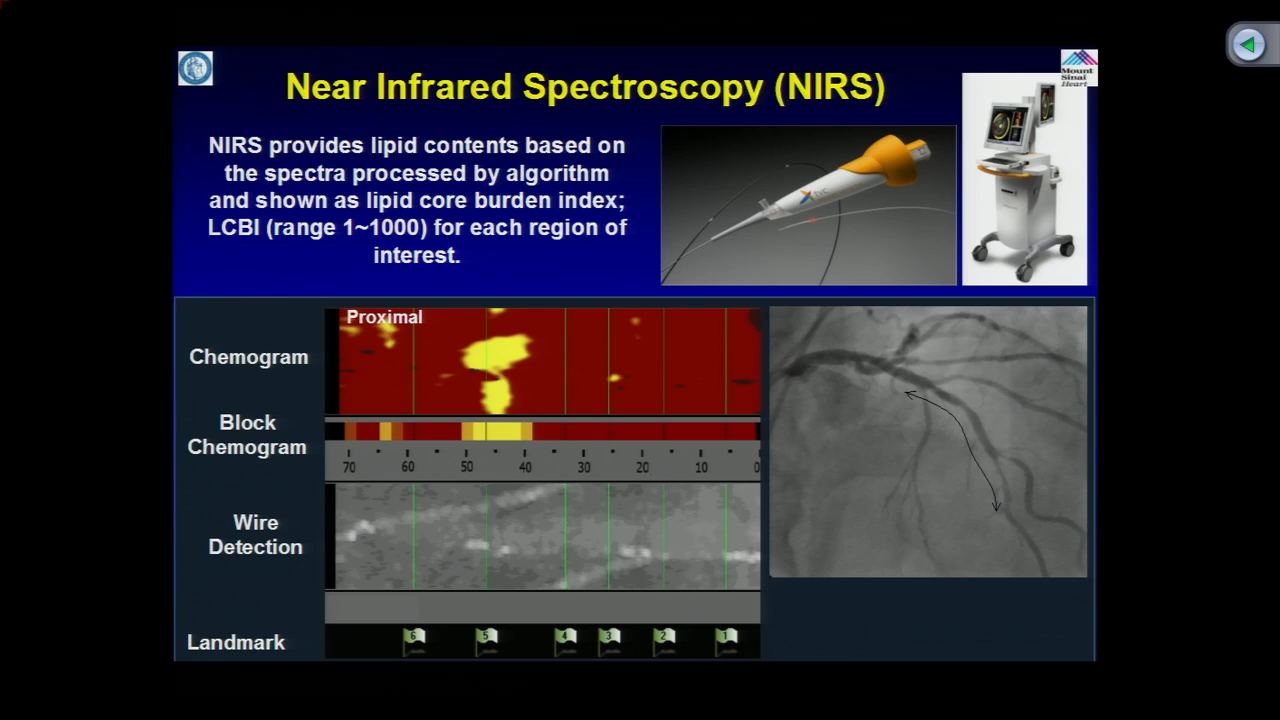 Near Infrared Spectroscopy (NIRS)
Mount
Sinai
Heart
NIRS provides lipid contents based on
the spectra processed by algorithm
and shown as lipid core burden index;
LCBI (range 1~1000) for each region of
interest.
tvc
Proximal
Chemogram
Block
Chemogram
70 60 50 40 30 20 10 0
Wire
Detection
Landmark
6 5 4 3 2 1